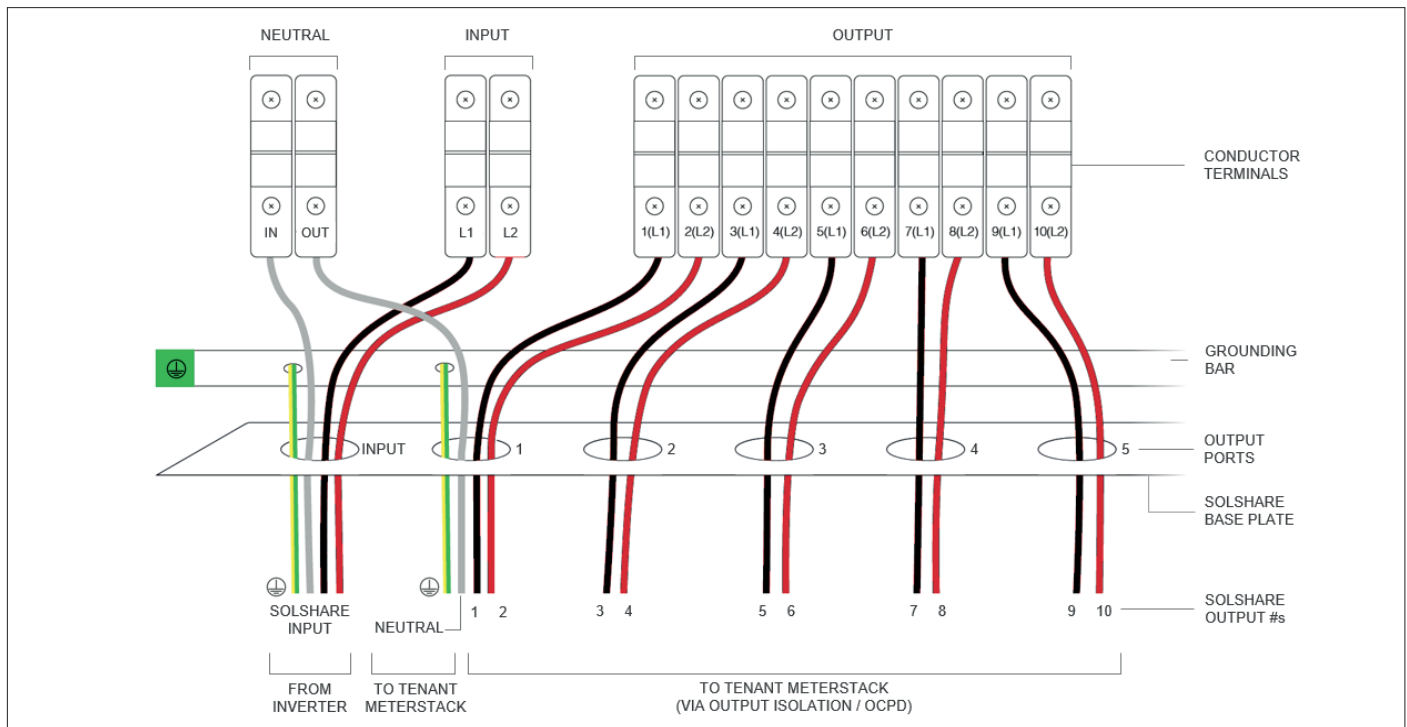 NEUTRAL
INPUT
OUTPUT
IN
OUT
L1
L2
1(L1)
2(L2)
3(L1)
4(L2)
5(L1)
6(L2)
7(L1)
8(L2)
9(L1)
10(L2)
CONDUCTOR
TERMINALS
GROUNDING
BAR
INPUT
1
2
3
4
5
OUTPUT
PORTS
SOLSHARE
BASE PLATE
SOLSHARE
INPUT
NEUTRAL
1
2
3
4
5
6
7
8
9
10
SOLSHARE
OUTPUT #s
FROM
INVERTER
TO TENANT
METERSTACK
TO TENANT METERSTACK
(VIA OUTPUT ISOLATION / OCPD)